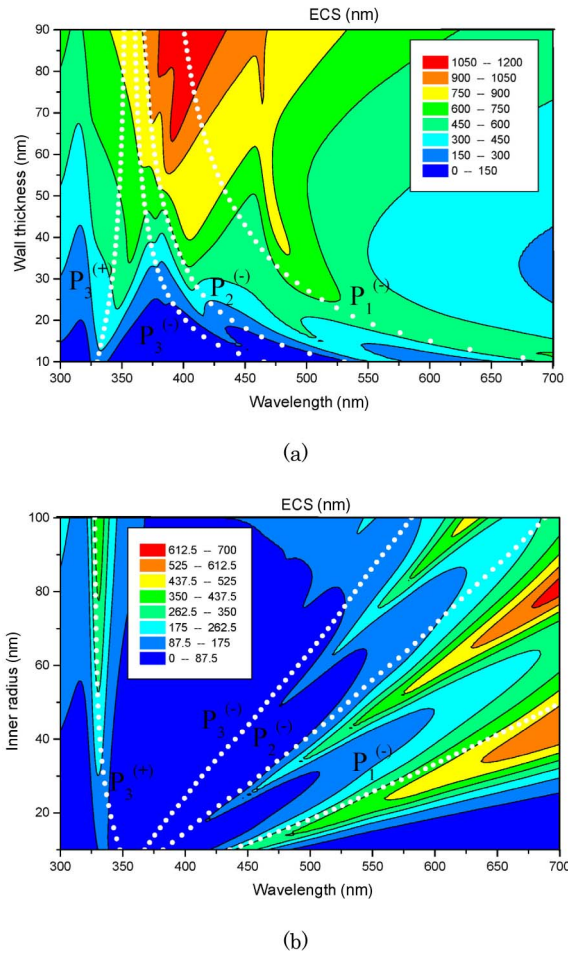 ECS (nm)
90
80
70
60
50
40
30
20
10
Wall thickness (nm)
1050 -- 1200
900 -- 1050
750 -- 900
600 -- 750
450 -- 600
300 -- 450
150 -- 300
0 -- 150
P3(+)
P3(-)
P2(-)
P1(-)
300 350 400 450 500 550 600 650 700
Wavelength (nm)
(a)
ECS (nm)
100
80
60
40
20
Inner radius (nm)
612.5 -- 700
525 -- 612.5
437.5 -- 525
350 -- 437.5
262.5 -- 350
175 -- 262.5
87.5 -- 175
0 -- 87.5
P3(+)
P3(-)
P2(-)
P1(-)
300 350 400 450 500 550 600 650 700
Wavelength (nm)
(b)